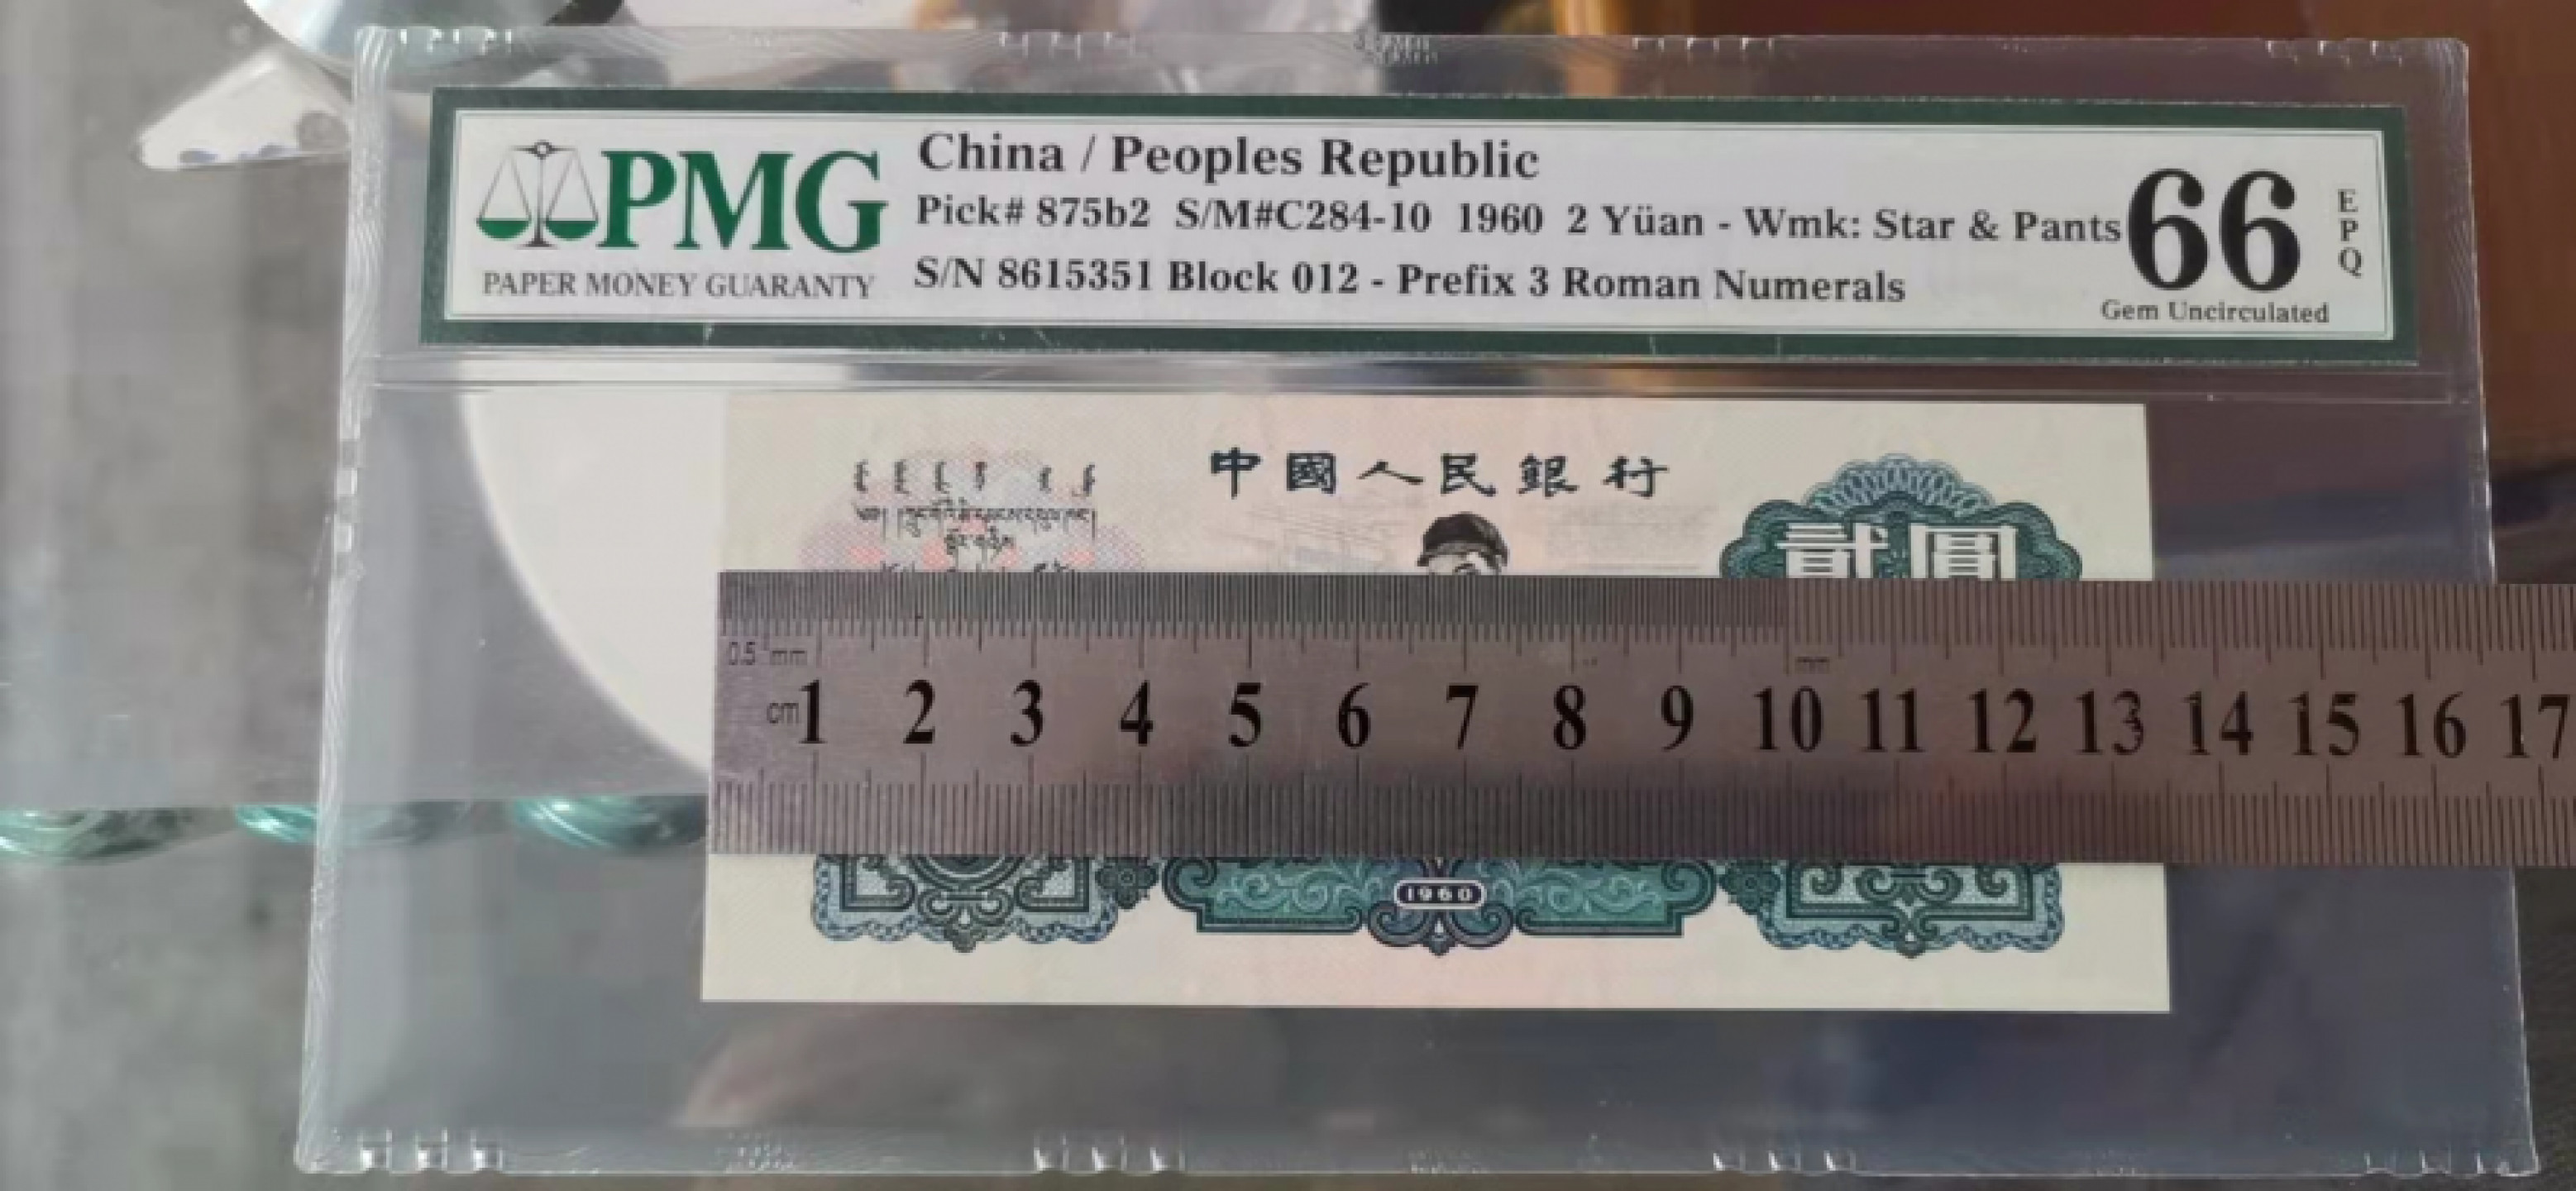 PMG
PAPER MONEY GUARANTY
China / Peoples Republic
Pick# 875b2 S/M#C284-10 1960 2 Yüan - Wmk: Star & Pants
S/N 8615351 Block 012 - Prefix 3 Roman Numerals
66
EPQ
Gem Uncirculated
中國人民銀行
貳圓
0.5 mm
mm
cm 1 2 3 4 5 6 7 8 9 10 11 12 13 14 15 16 17
1960